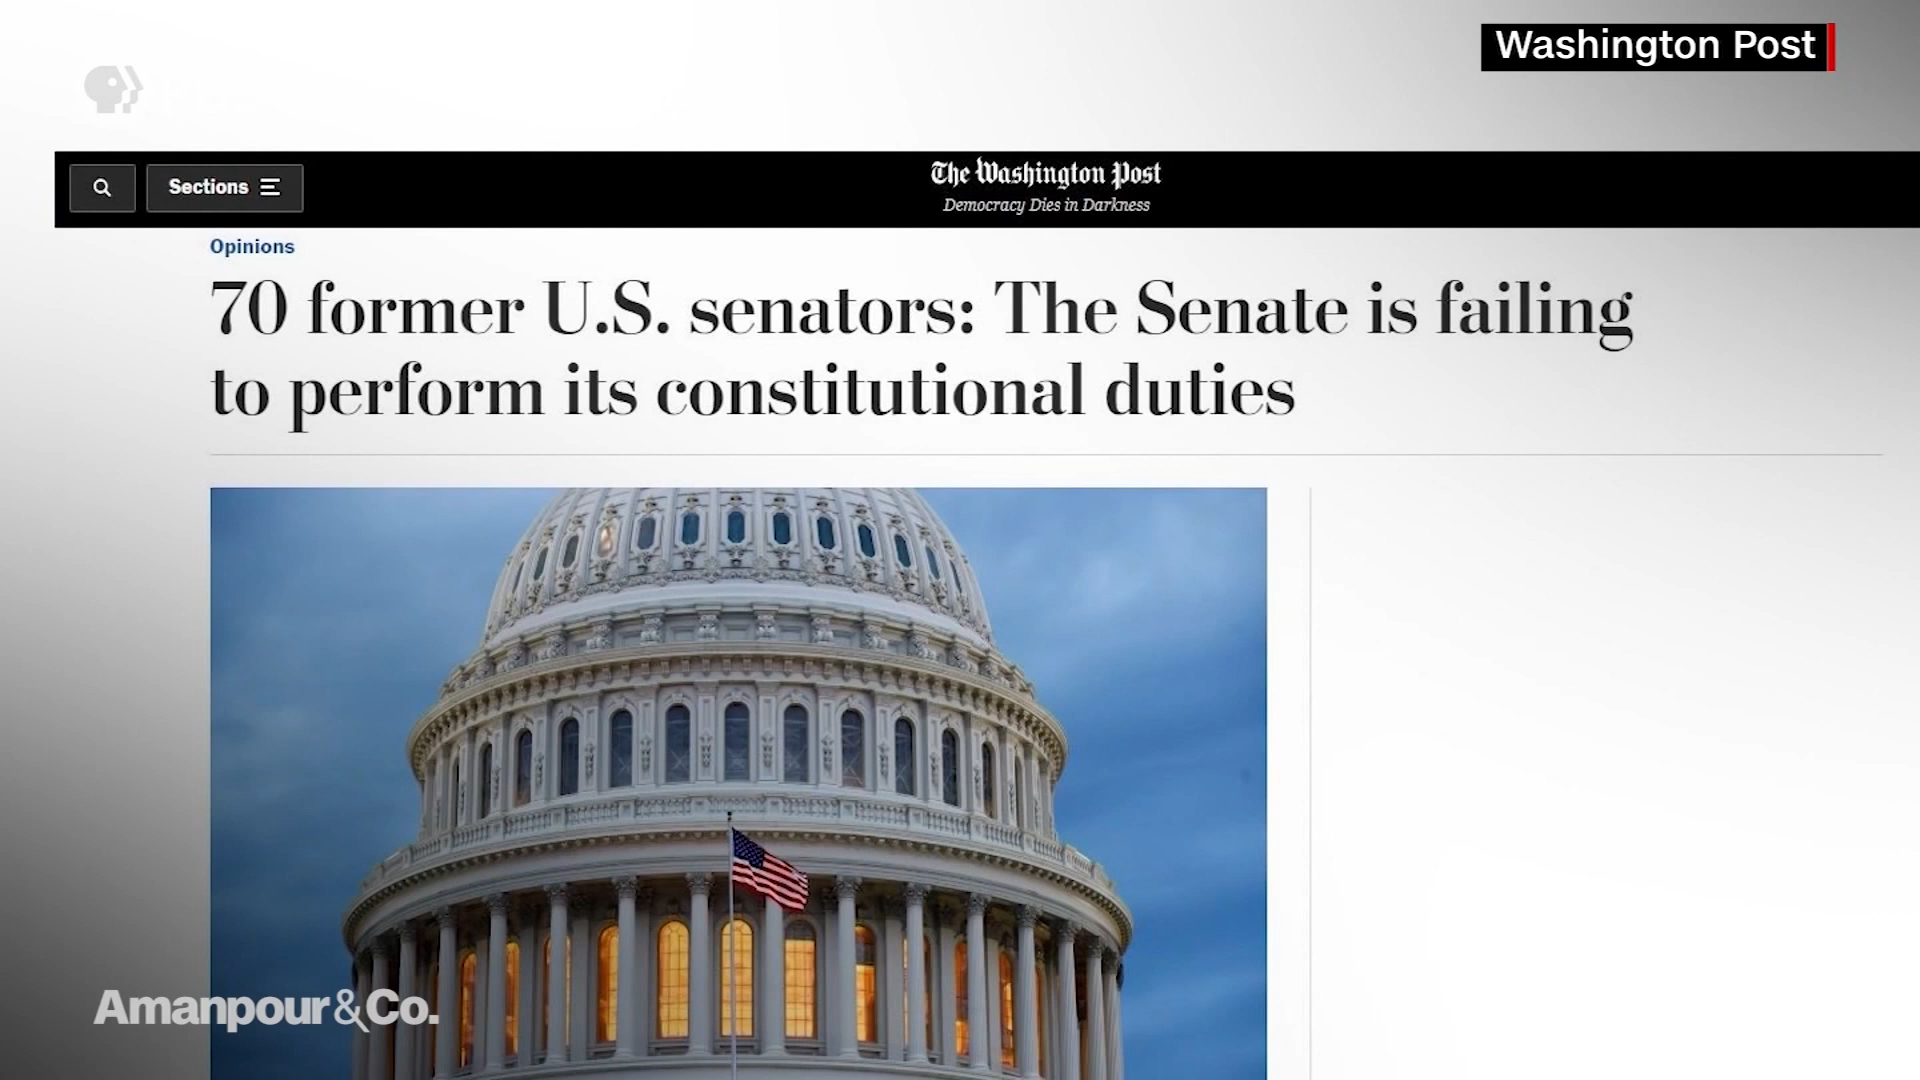 Washington Post
Sections
The Washington Post
Democracy Dies in Darkness
Opinions
70 former U.S. senators: The Senate is failing
to perform its constitutional duties
Amanpour&Co.